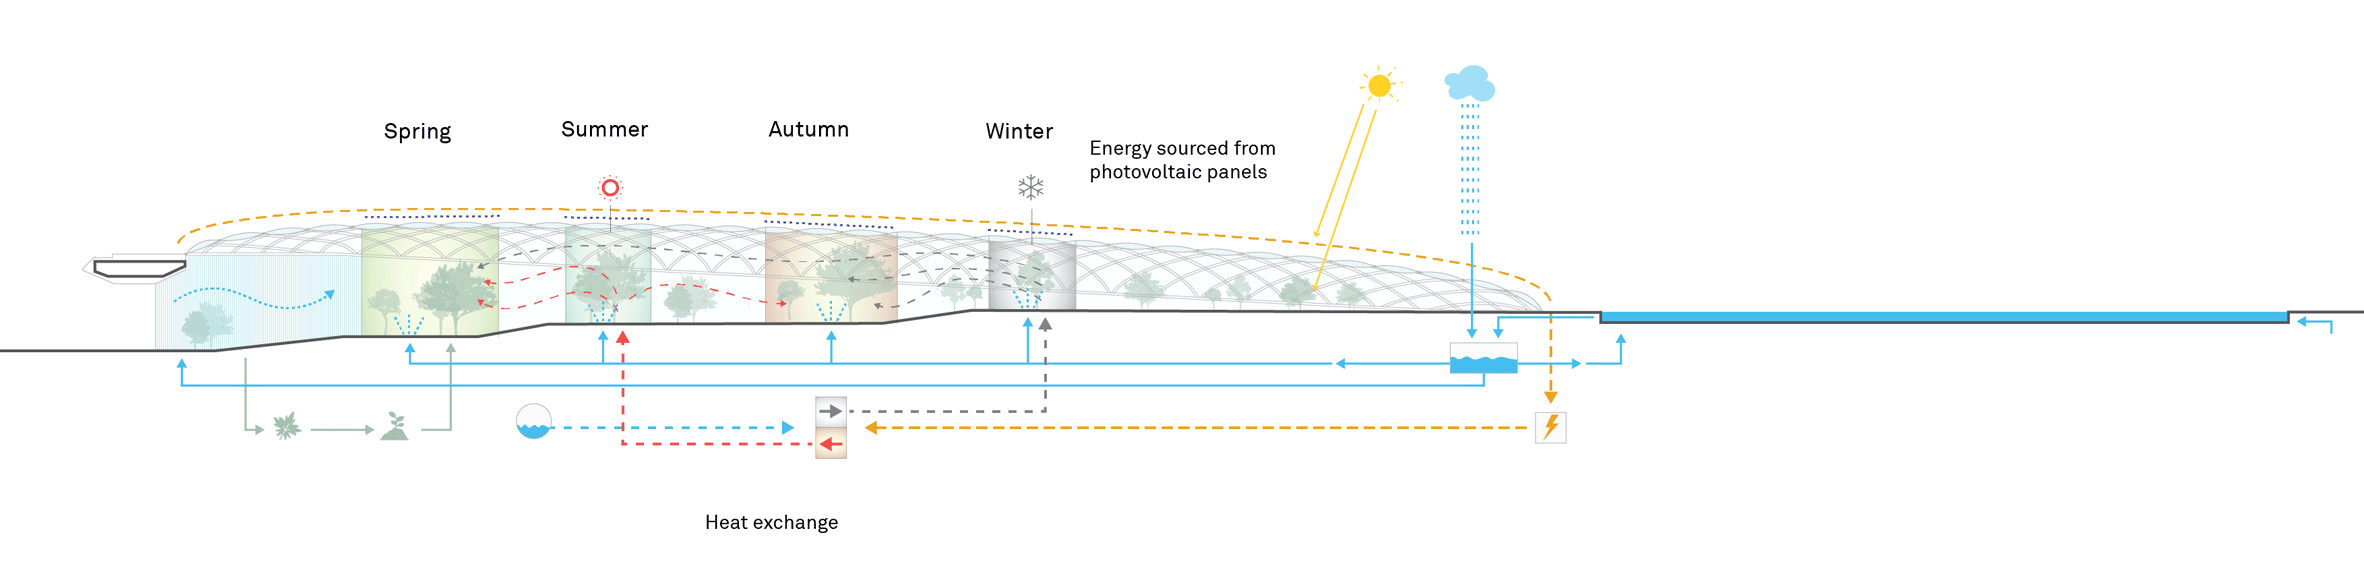 Spring
Summer
Autumn
Winter
Energy sourced from
photovoltaic panels
Heat exchange